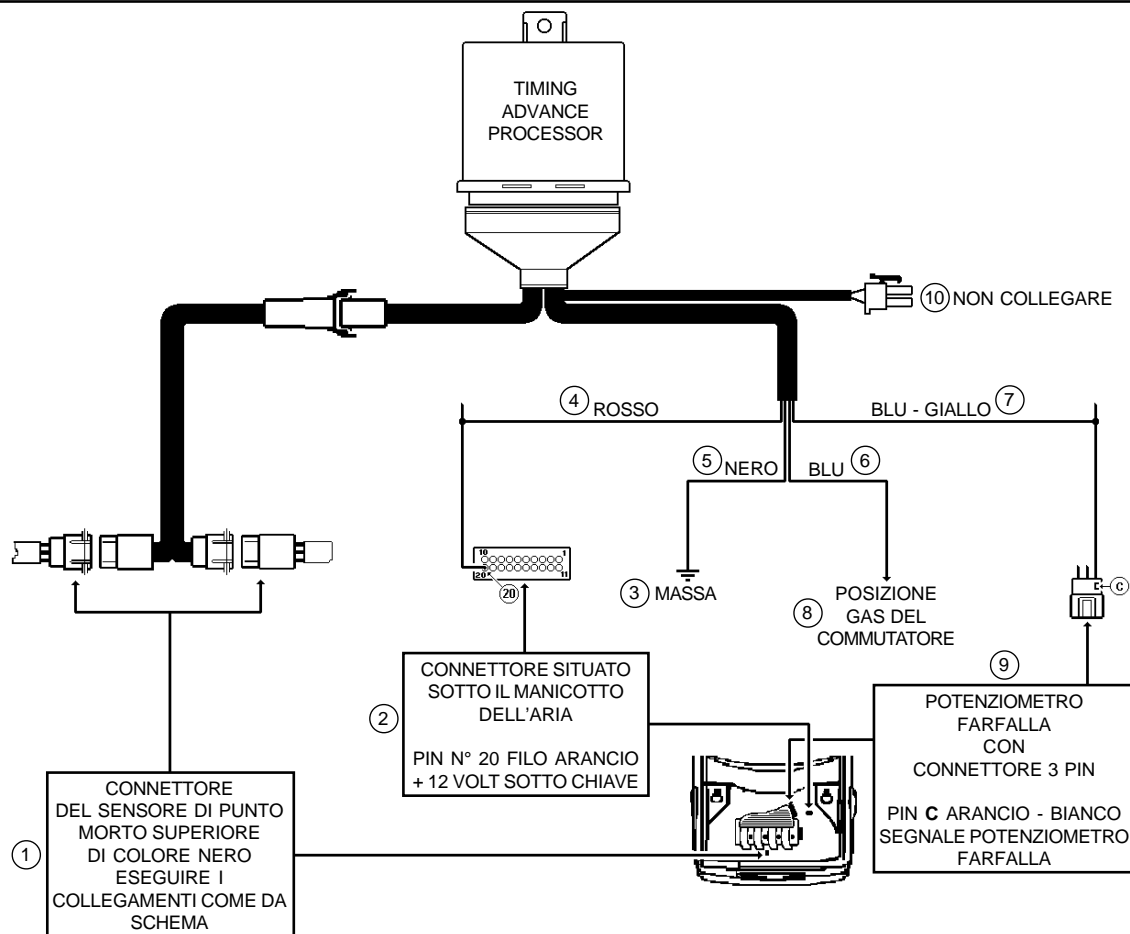 TIMING
ADVANCE
PROCESSOR
10 NON COLLEGARE
4 ROSSO
BLU - GIALLO 7
5 NERO
BLU 6
10 1
20 11
20
C
3 MASSA
8 POSIZIONE
GAS DEL
COMMUTATORE
9
2
CONNETTORE SITUATO
SOTTO IL MANICOTTO
DELL'ARIA
PIN N° 20 FILO ARANCIO
+ 12 VOLT SOTTO CHIAVE
POTENZIOMETRO
FARFALLA
CON
CONNETTORE 3 PIN
PIN C ARANCIO - BIANCO
SEGNALE POTENZIOMETRO
FARFALLA
1
CONNETTORE
DEL SENSORE DI PUNTO
MORTO SUPERIORE
DI COLORE NERO
ESEGUIRE I
COLLEGAMENTI COME DA
SCHEMA